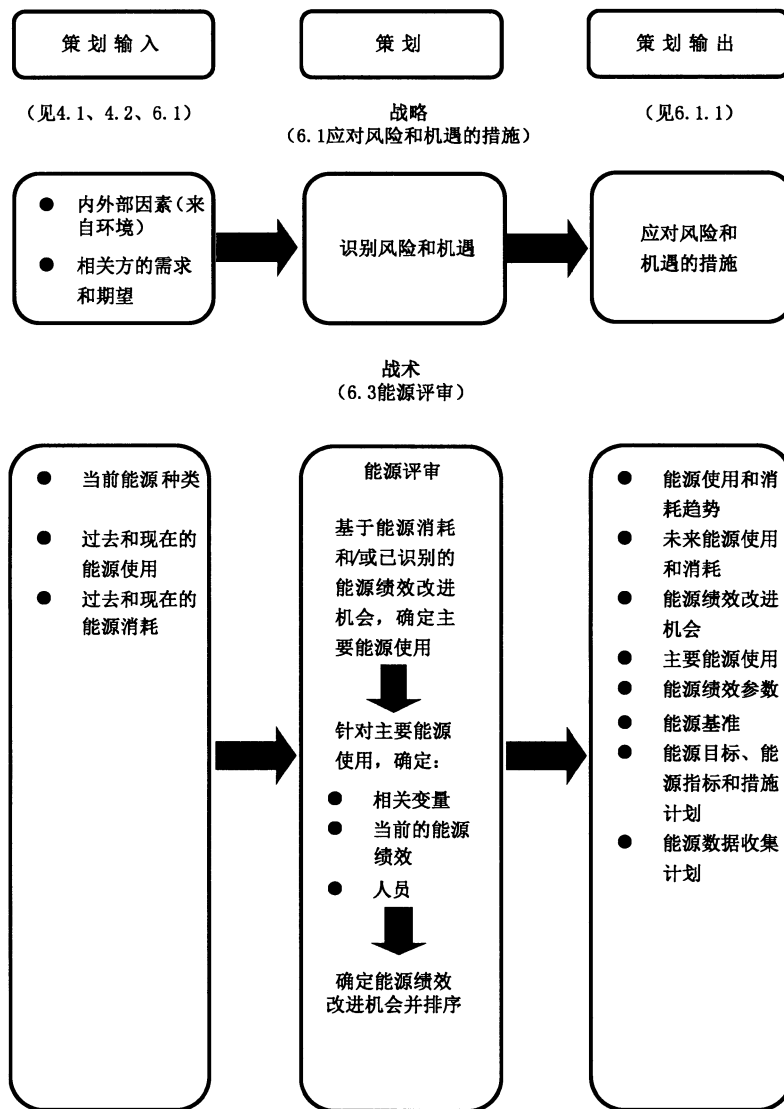 策划输入
策划
策划输出
（见4.1、4.2、6.1）
战略
（6.1应对风险和机遇的措施）
（见6.1.1）
● 内外部因素（来
自环境）
● 相关方的需求
和期望
识别风险和机遇
应对风险和
机遇的措施
战术
（6.3能源评审）
● 当前能源种类
● 过去和现在的
能源使用
● 过去和现在的
能源消耗
能源评审
基于能源消耗
和/或已识别的
能源绩效改进
机会，确定主
要能源使用
针对主要能源
使用，确定：
● 相关变量
● 当前的能源
绩效
● 人员
确定能源绩效
改进机会并排序
● 能源使用和消
耗趋势
● 未来能源使用
和消耗
● 能源绩效改进
机会
● 主要能源使用
● 能源绩效参数
● 能源基准
● 能源目标、能
源指标和措施
计划
● 能源数据收集
计划